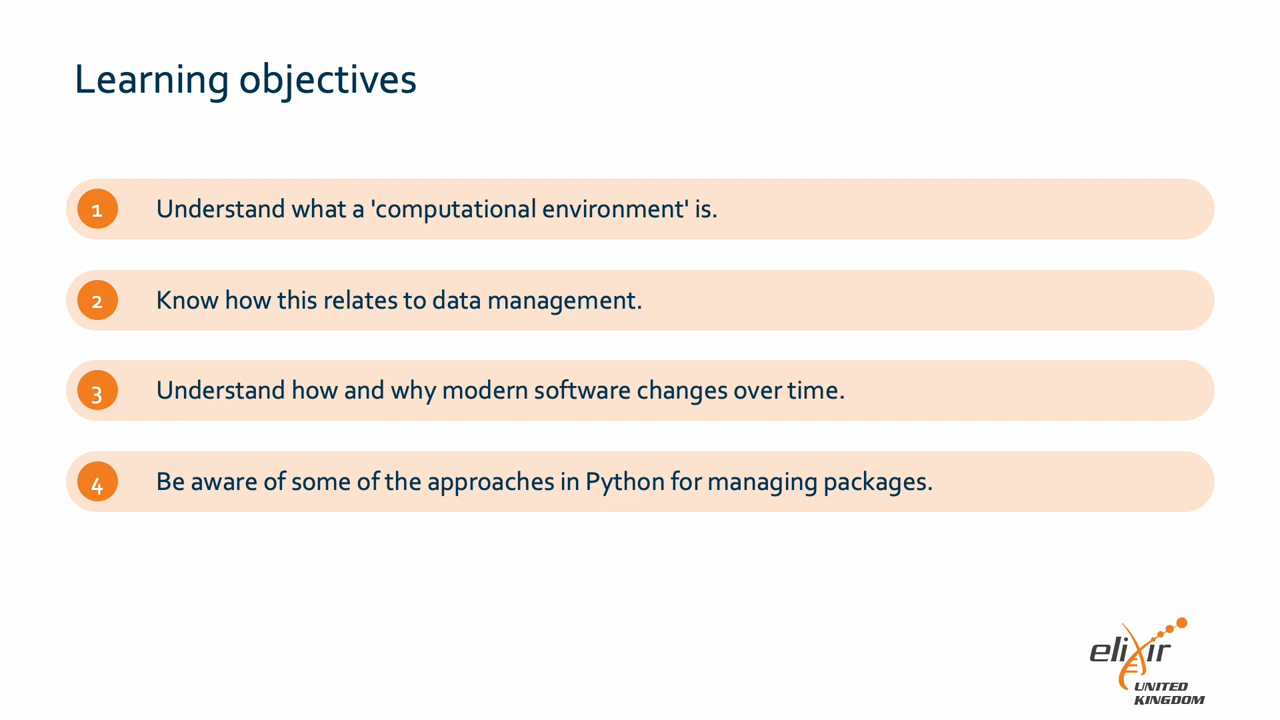 Learning objectives
1 Understand what a 'computational environment' is.
2 Know how this relates to data management.
3 Understand how and why modern software changes over time.
4 Be aware of some of the approaches in Python for managing packages.
elixir
UNITED
KINGDOM